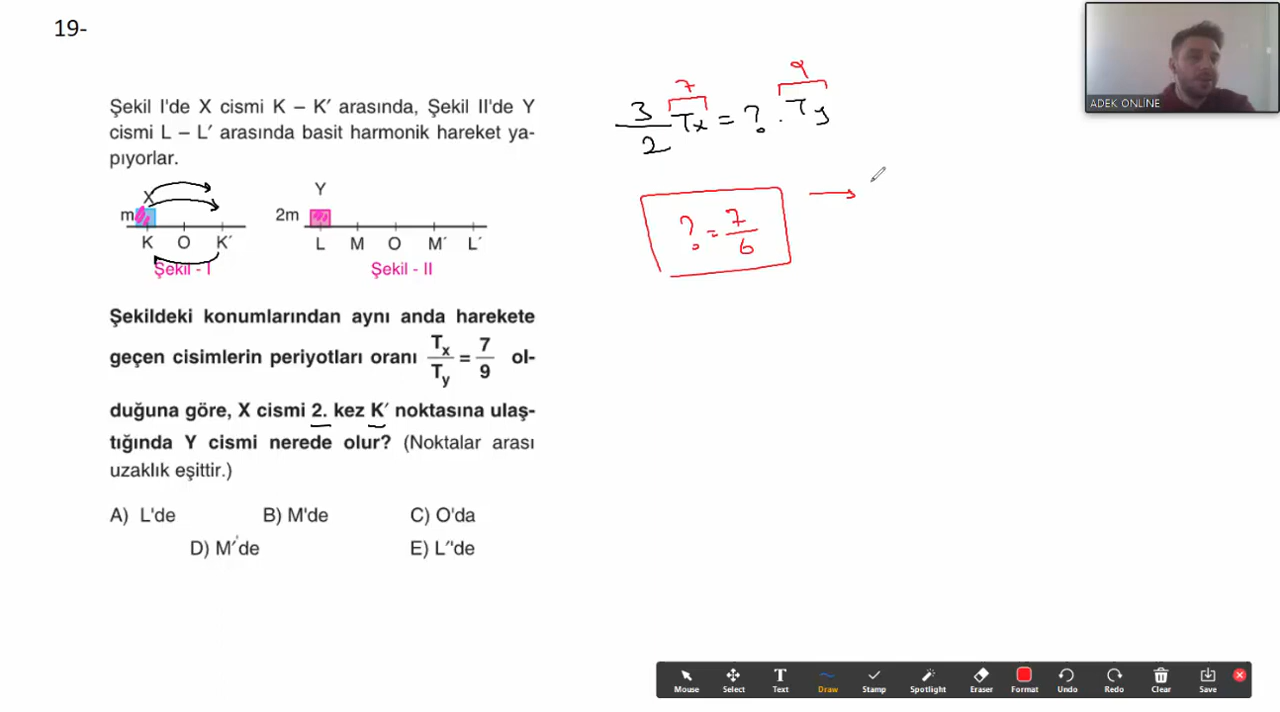 19-
Şekil I'de X cismi K – K′ arasında, Şekil II'de Y
cismi L – L′ arasında basit harmonik hareket ya-
pıyorlar.
X
m
K O K′
Şekil - I
Y
2m
L M O M′ L′
Şekil - II
Şekildeki konumlarından aynı anda harekete
geçen cisimlerin periyotları oranı Tx/Ty = 7/9 ol-
duğuna göre, X cismi 2. kez K′ noktasına ulaş-
tığında Y cismi nerede olur? (Noktalar arası
uzaklık eşittir.)
A) L'de B) M'de C) O'da
D) M′'de E) L′'de
7 9
3/2 Tx = ? . Ty
? = 7/6
ADEK ONLİNE
Mouse Select Text Draw Stamp Spotlight Eraser Format Undo Redo Clear Save